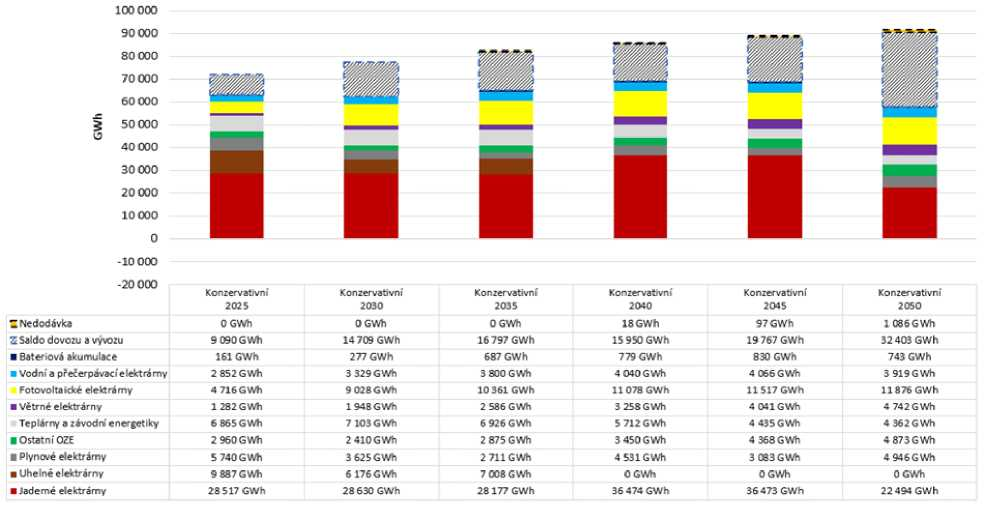 100 000
90 000
80 000
70 000
60 000
50 000
40 000
30 000
20 000
10 000
0
-10 000
-20 000
GWh
Konzervativní 2025 Konzervativní 2030 Konzervativní 2035 Konzervativní 2040 Konzervativní 2045 Konzervativní 2050
Nedodávka 0 GWh 0 GWh 0 GWh 18 GWh 97 GWh 1 086 GWh
Saldo dovozu a vývozu 9 090 GWh 14 709 GWh 16 797 GWh 15 950 GWh 19 767 GWh 32 403 GWh
Bateriová akumulace 161 GWh 277 GWh 687 GWh 779 GWh 830 GWh 743 GWh
Vodní a přečerpávací elektrárny 2 852 GWh 3 329 GWh 3 800 GWh 4 040 GWh 4 066 GWh 3 919 GWh
Fotovoltaické elektrárny 4 716 GWh 9 028 GWh 10 361 GWh 11 078 GWh 11 517 GWh 11 876 GWh
Větrné elektrárny 1 282 GWh 1 948 GWh 2 586 GWh 3 258 GWh 4 041 GWh 4 742 GWh
Teplárny a závodní energetiky 6 865 GWh 7 103 GWh 6 926 GWh 5 712 GWh 4 435 GWh 4 362 GWh
Ostatní OZE 2 960 GWh 2 410 GWh 2 875 GWh 3 450 GWh 4 368 GWh 4 873 GWh
Plynové elektrárny 5 740 GWh 3 625 GWh 2 711 GWh 4 531 GWh 3 083 GWh 4 946 GWh
Uhelné elektrárny 9 887 GWh 6 176 GWh 7 008 GWh 0 GWh 0 GWh 0 GWh
Jaderné elektrárny 28 517 GWh 28 630 GWh 28 177 GWh 36 474 GWh 36 473 GWh 22 494 GWh